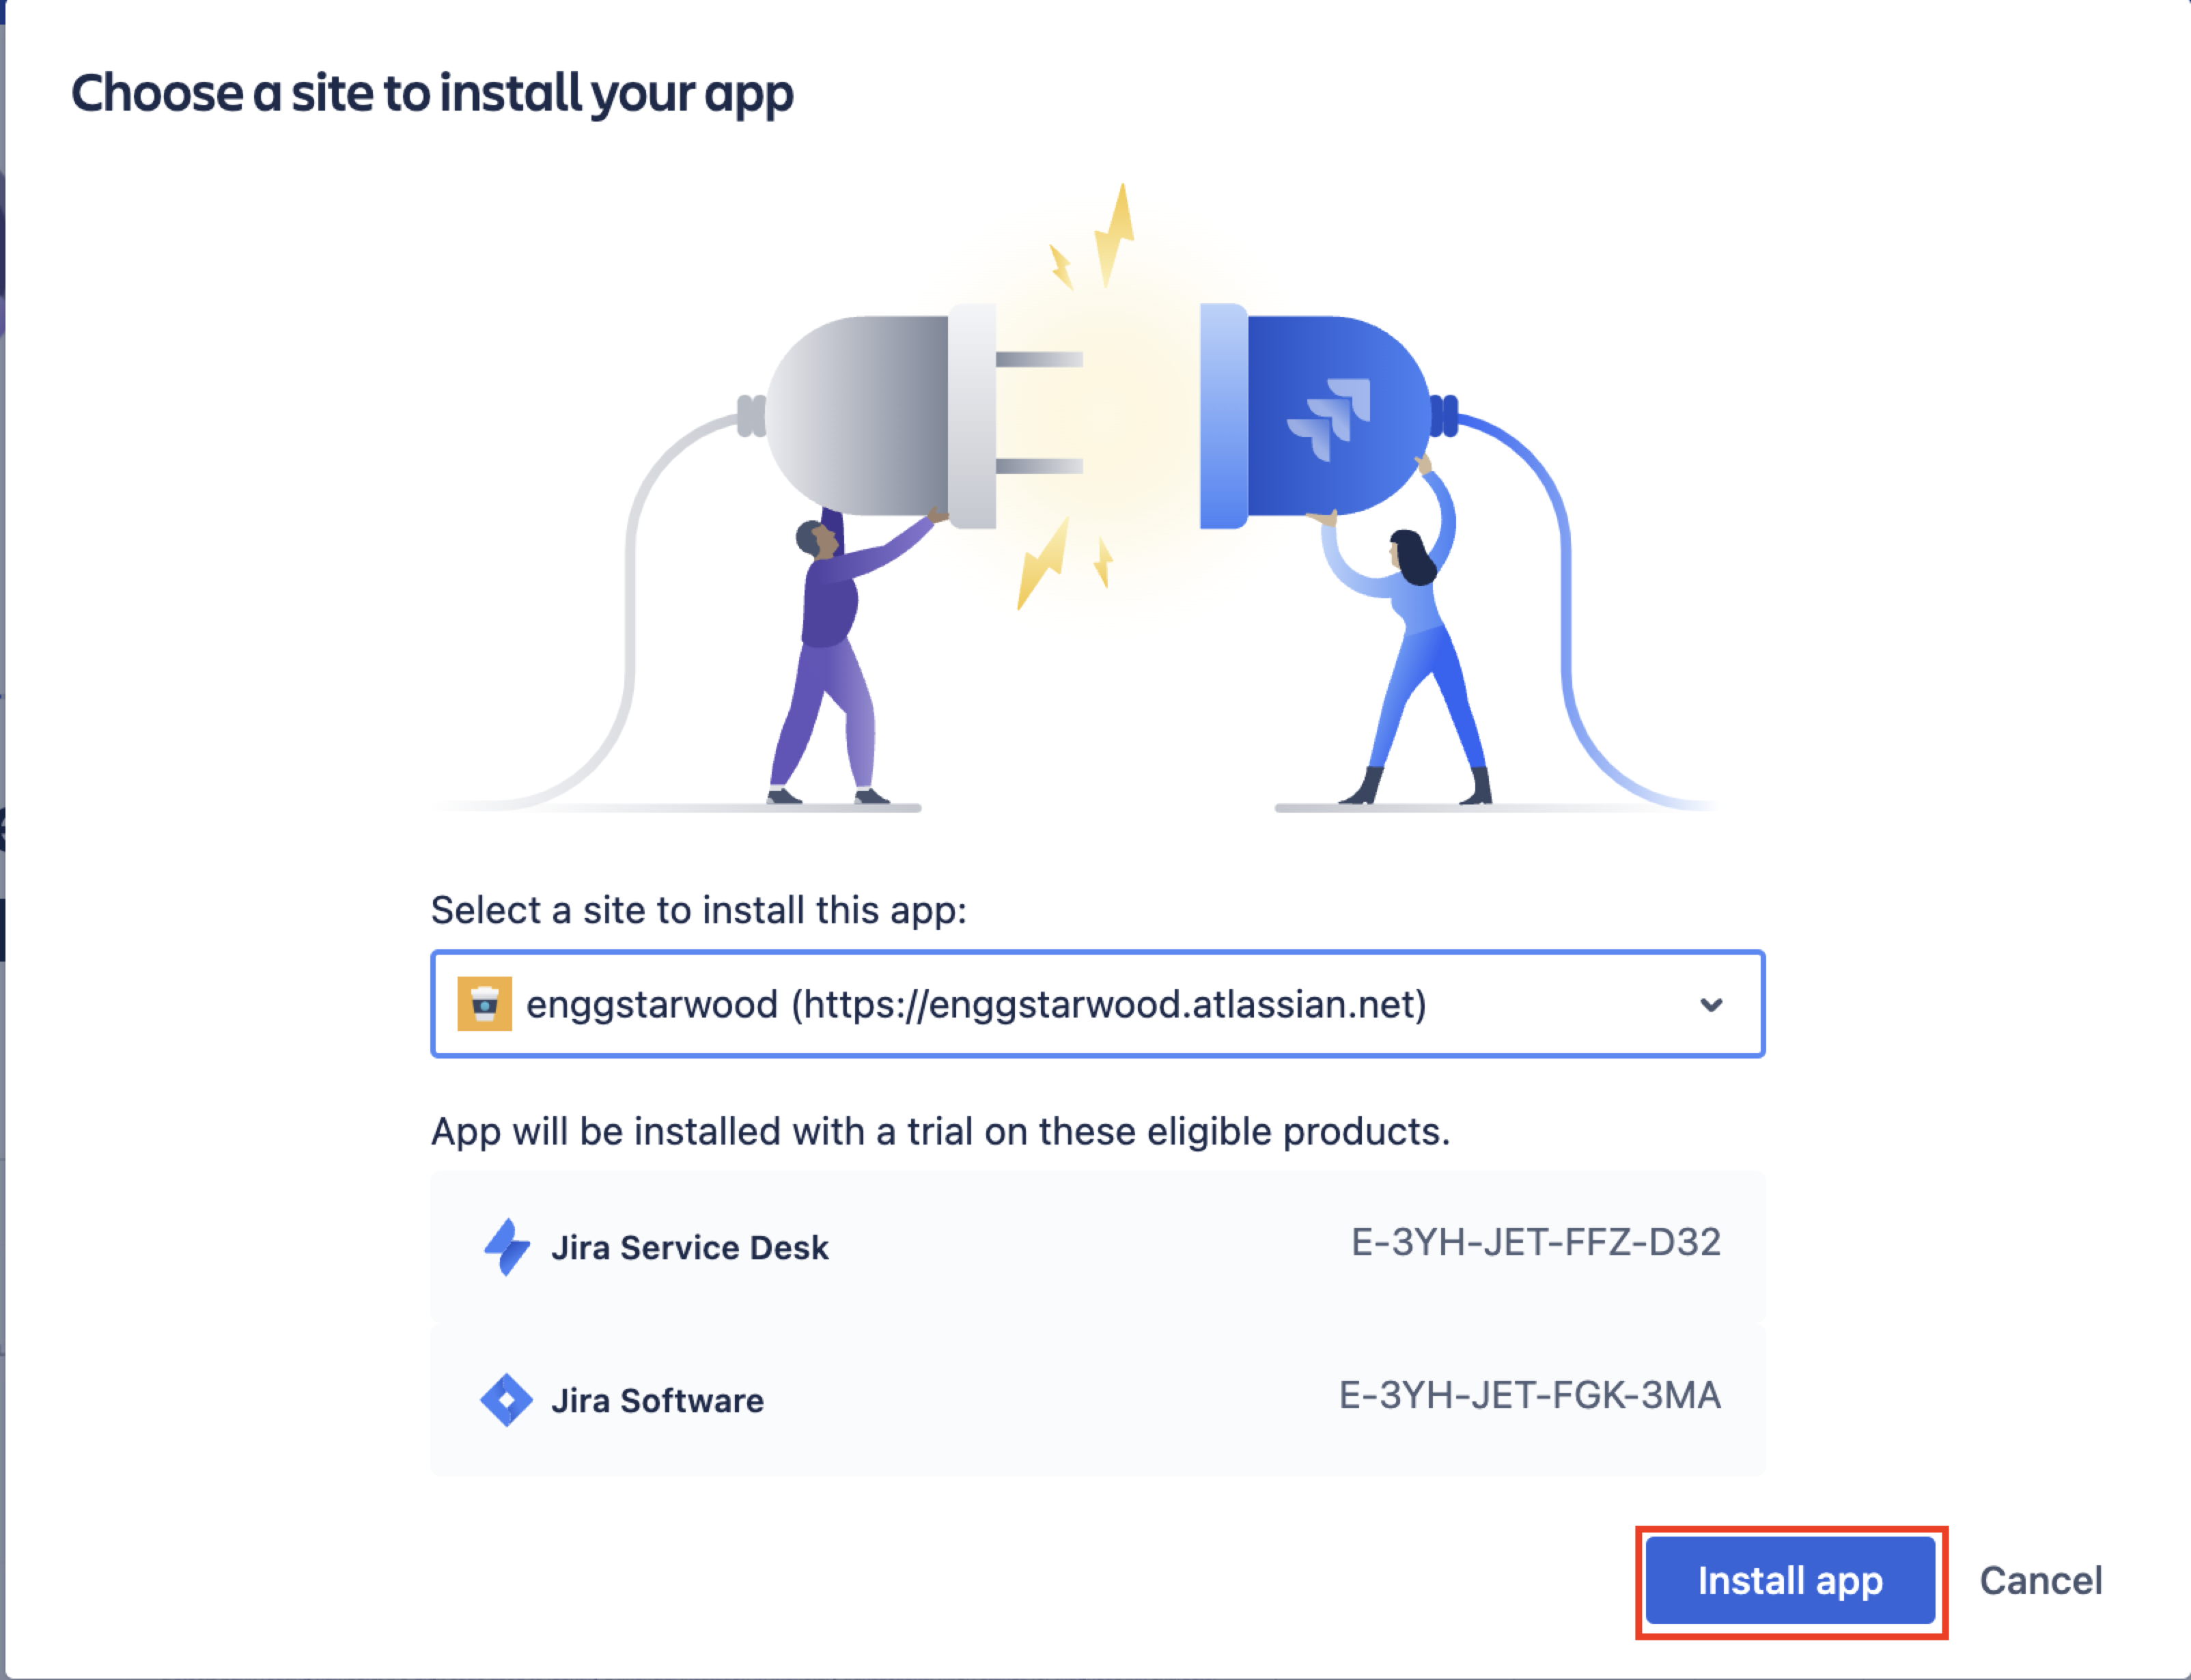 Choose a site to install your app
Select a site to install this app:
enggstarwood (https://enggstarwood.atlassian.net)
App will be installed with a trial on these eligible products.
Jira Service Desk E-3YH-JET-FFZ-D32
Jira Software E-3YH-JET-FGK-3MA
Install app Cancel